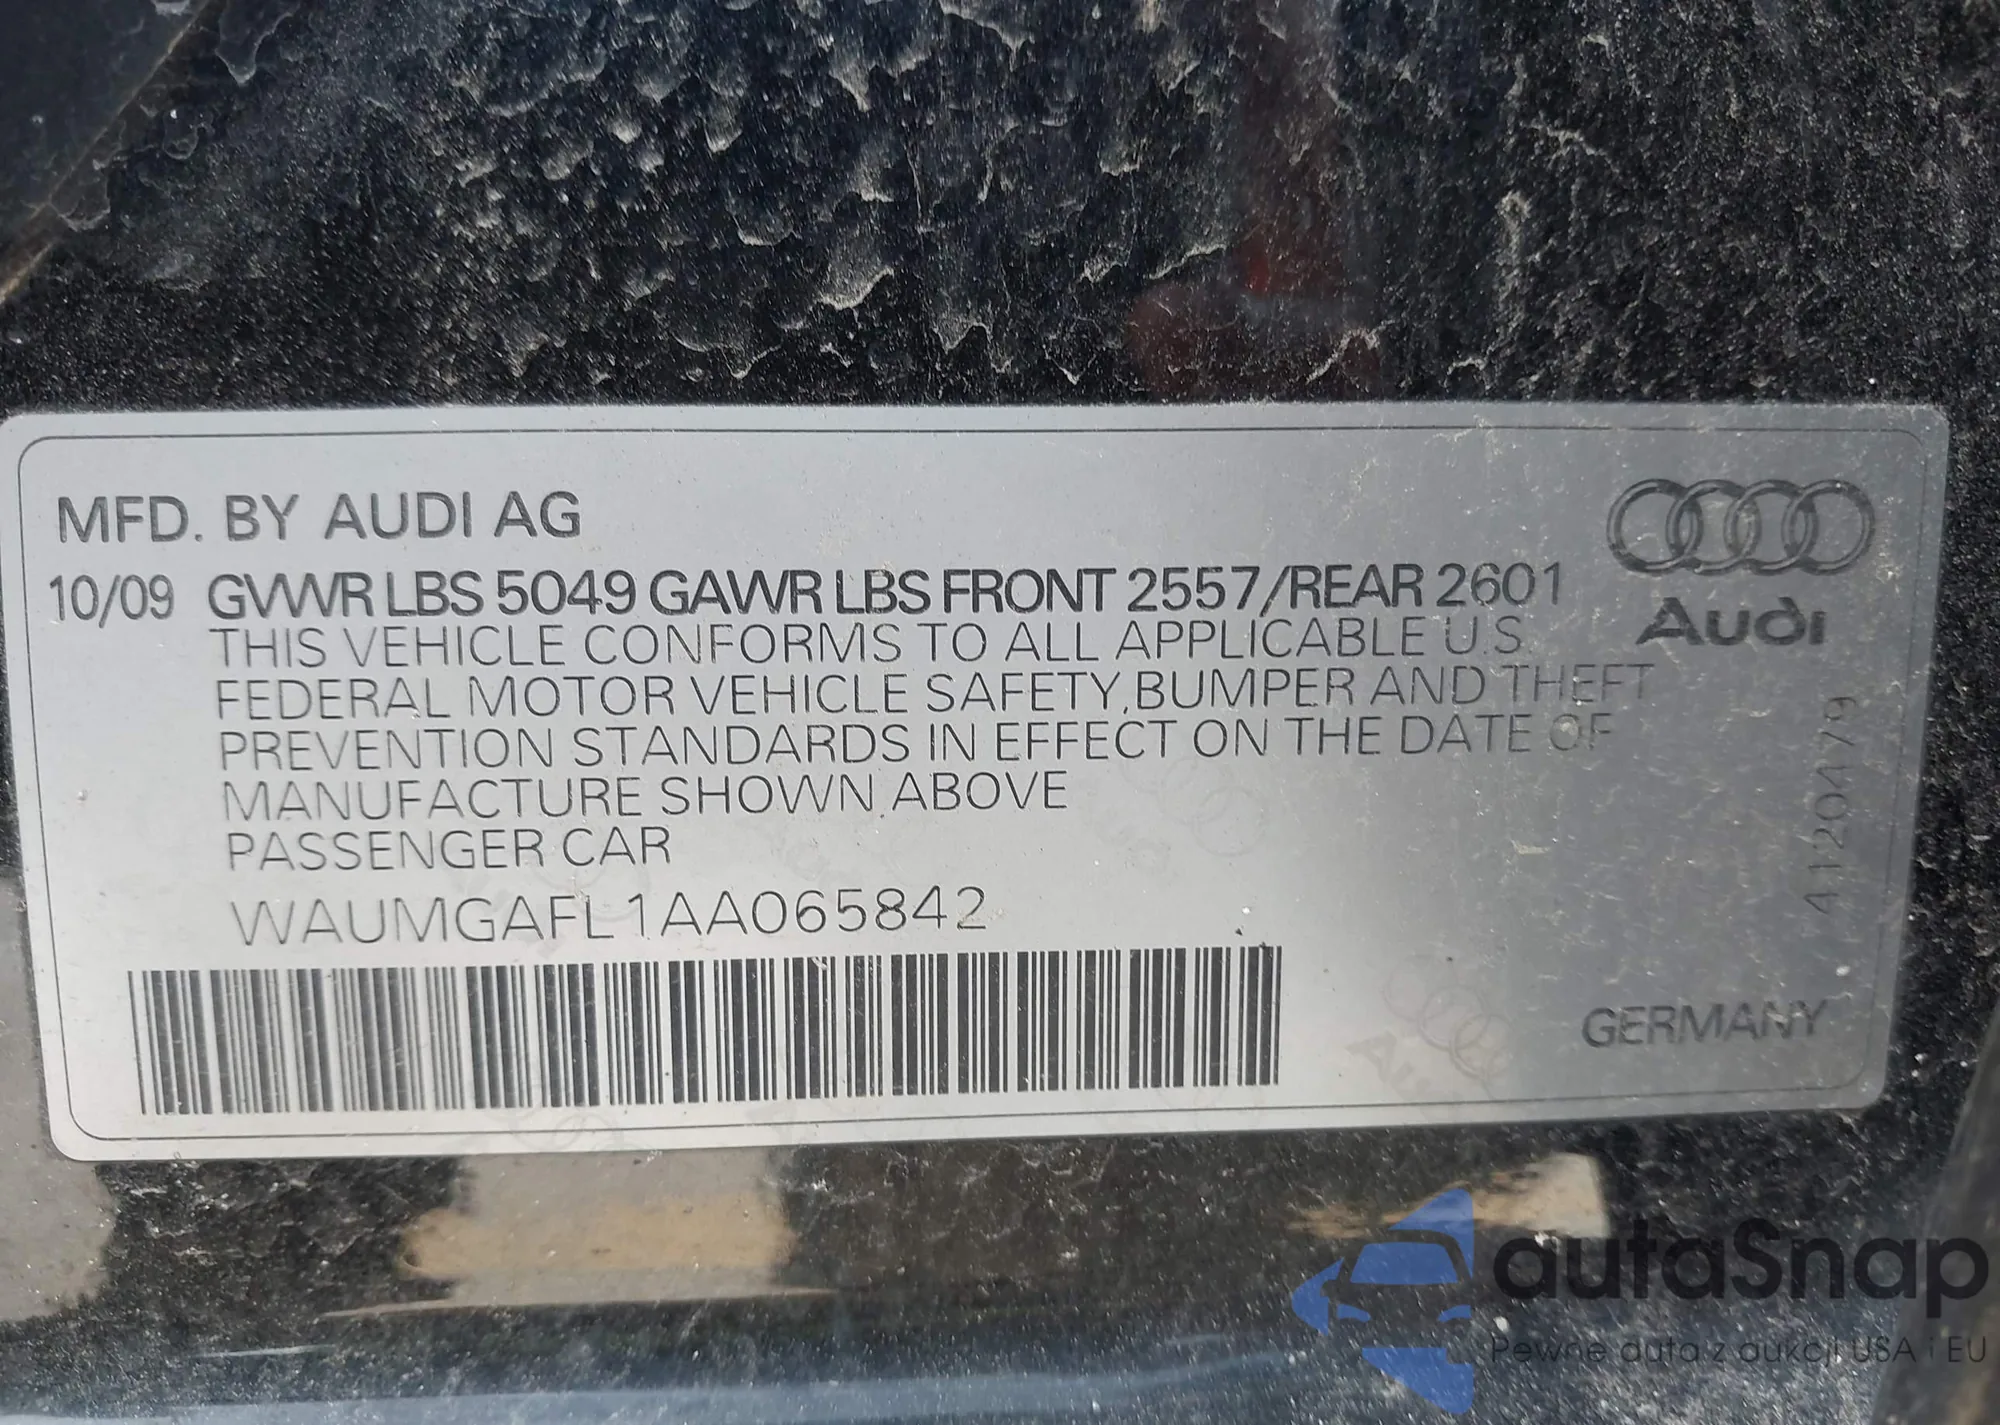 MFD. BY AUDI AG
10/09 GVWR LBS 5049 GAWR LBS FRONT 2557/REAR 2601
THIS VEHICLE CONFORMS TO ALL APPLICABLE U.S.
FEDERAL MOTOR VEHICLE SAFETY, BUMPER AND THEFT
PREVENTION STANDARDS IN EFFECT ON THE DATE OF
MANUFACTURE SHOWN ABOVE
PASSENGER CAR
WAUMGAFL1AA065842
Audi
4120479
GERMANY
autaSnap
Pewne auta z aukcji USA i EU